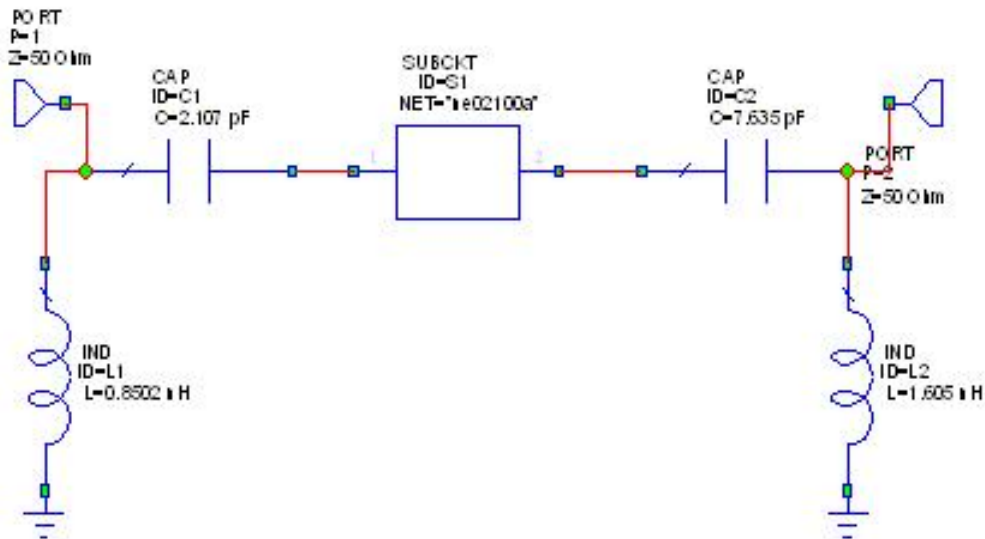 PORT
P=1
Z=50 Ohm
CAP
ID=C1
C=2.107 pF
SUBCKT
ID=S1
NET="ne02100a"
CAP
ID=C2
C=7.635 pF
1
2
PORT
P=2
Z=50 Ohm
IND
ID=L1
L=0.8502 nH
IND
ID=L2
L=1.605 nH